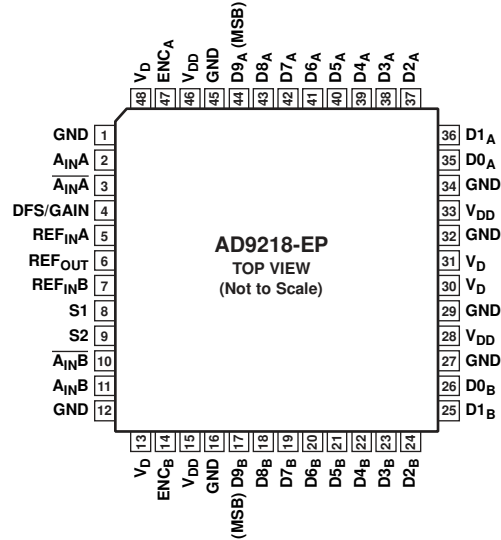 48 V_D
47 ENC_A
46 V_DD
45 GND
44 D9_A (MSB)
43 D8_A
42 D7_A
41 D6_A
40 D5_A
39 D4_A
38 D3_A
37 D2_A
GND 1
A_INA 2
A̅_̅I̅N̅A̅ 3
DFS/GAIN 4
REF_INA 5
REF_OUT 6
REF_INB 7
S1 8
S2 9
A̅_̅I̅N̅B̅ 10
A_INB 11
GND 12
AD9218-EP
TOP VIEW
(Not to Scale)
36 D1_A
35 D0_A
34 GND
33 V_DD
32 GND
31 V_D
30 V_D
29 GND
28 V_DD
27 GND
26 D0_B
25 D1_B
13 V_D
14 ENC_B
15 V_DD
16 GND
17 (MSB) D9_B
18 D8_B
19 D7_B
20 D6_B
21 D5_B
22 D4_B
23 D3_B
24 D2_B